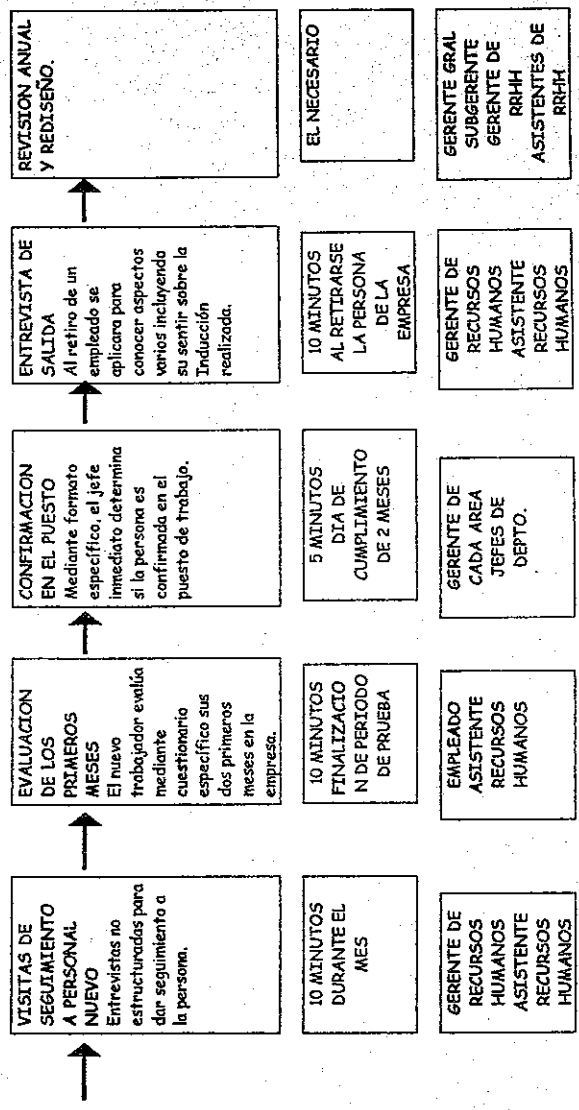 VISITAS DE
SEGUIMIENTO
A PERSONAL
NUEVO
Entrevistas no
estructuradas para
dar seguimiento a
la persona.
EVALUACION
DE LOS
PRIMEROS
MESES
El nuevo
trabajador evalúa
mediante
cuestionario
específico sus
dos primeros
meses en la
empresa.
CONFIRMACION
EN EL PUESTO
Mediante formato
específico, el jefe
inmediato determina
si la persona es
confirmada en el
puesto de trabajo.
ENTREVISTA DE
SALIDA
Al retiro de un
empleado se
aplicara para
conocer aspectos
varios incluyendo
su sentir sobre la
Inducción
realizada.
REVISION ANUAL
Y REDISEÑO.
10 MINUTOS
DURANTE EL
MES
10 MINUTOS
FINALIZACIO
N DE PERIODO
DE PRUEBA
5 MINUTOS
DIA DE
CUMPLIMIENTO
DE 2 MESES
10 MINUTOS
AL RETIRARSE
LA PERSONA
DE LA
EMPRESA
EL NECESARIO
GERENTE DE
RECURSOS
HUMANOS
ASISTENTE
RECURSOS
HUMANOS
EMPLEADO
ASISTENTE
RECURSOS
HUMANOS
GERENTE DE
CADA AREA
JEFES DE
DEPTO.
GERENTE DE
RECURSOS
HUMANOS
ASISTENTE
RECURSOS
HUMANOS
GERENTE GRAL
SUBGERENTE
GERENTE DE
RRHH
ASISTENTES DE
RRHH